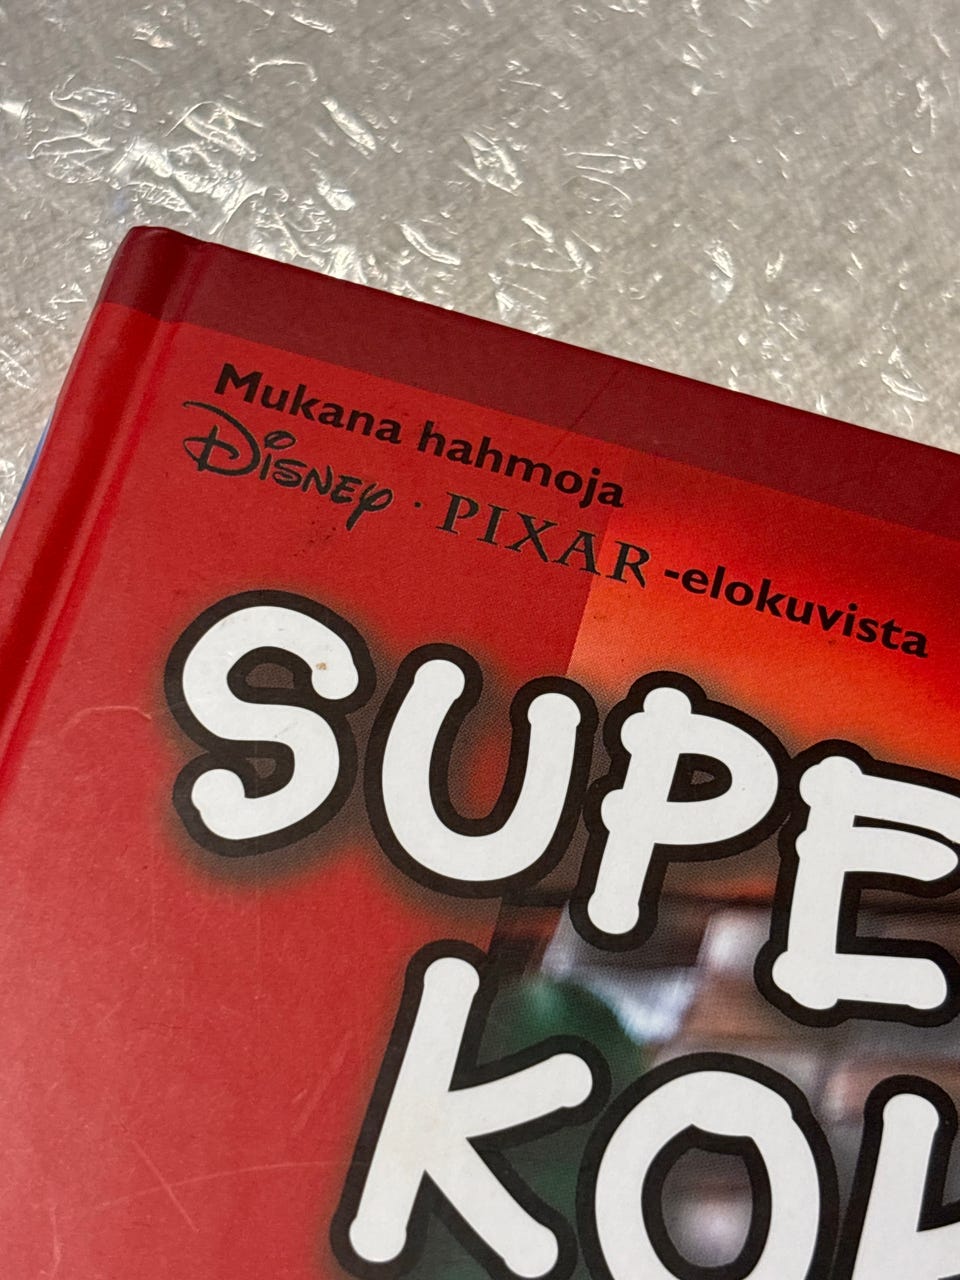 Mukana hahmoja
Disney · PIXAR -elokuvista
SUPE
KO